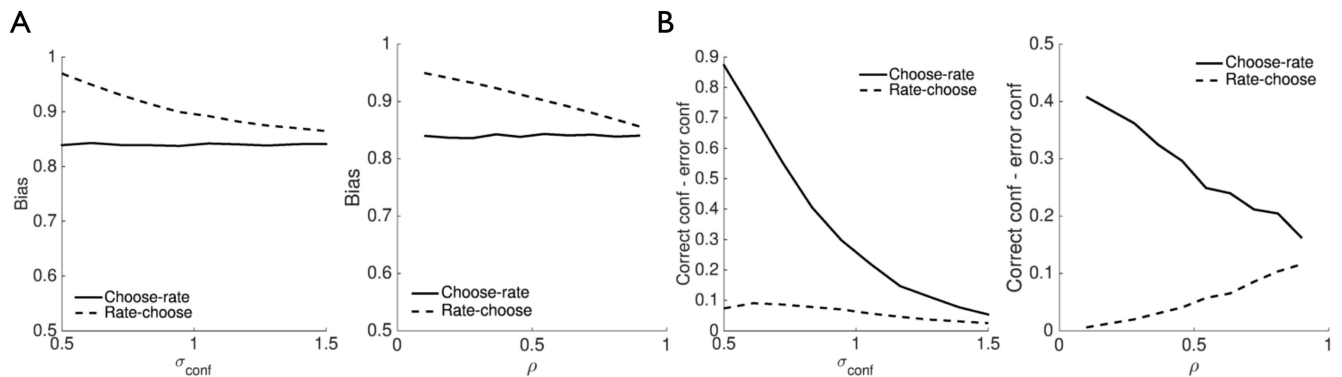 A
Bias
1
0.9
0.8
0.7
0.6
0.5
Choose-rate
Rate-choose
0.5
1
1.5
σconf
Bias
1
0.9
0.8
0.7
0.6
0.5
Choose-rate
Rate-choose
0
0.5
1
ρ
B
Correct conf - error conf
0.9
0.8
0.7
0.6
0.5
0.4
0.3
0.2
0.1
0
Choose-rate
Rate-choose
0.5
1
1.5
σconf
Correct conf - error conf
0.5
0.4
0.3
0.2
0.1
0
Choose-rate
Rate-choose
0
0.5
1
ρ